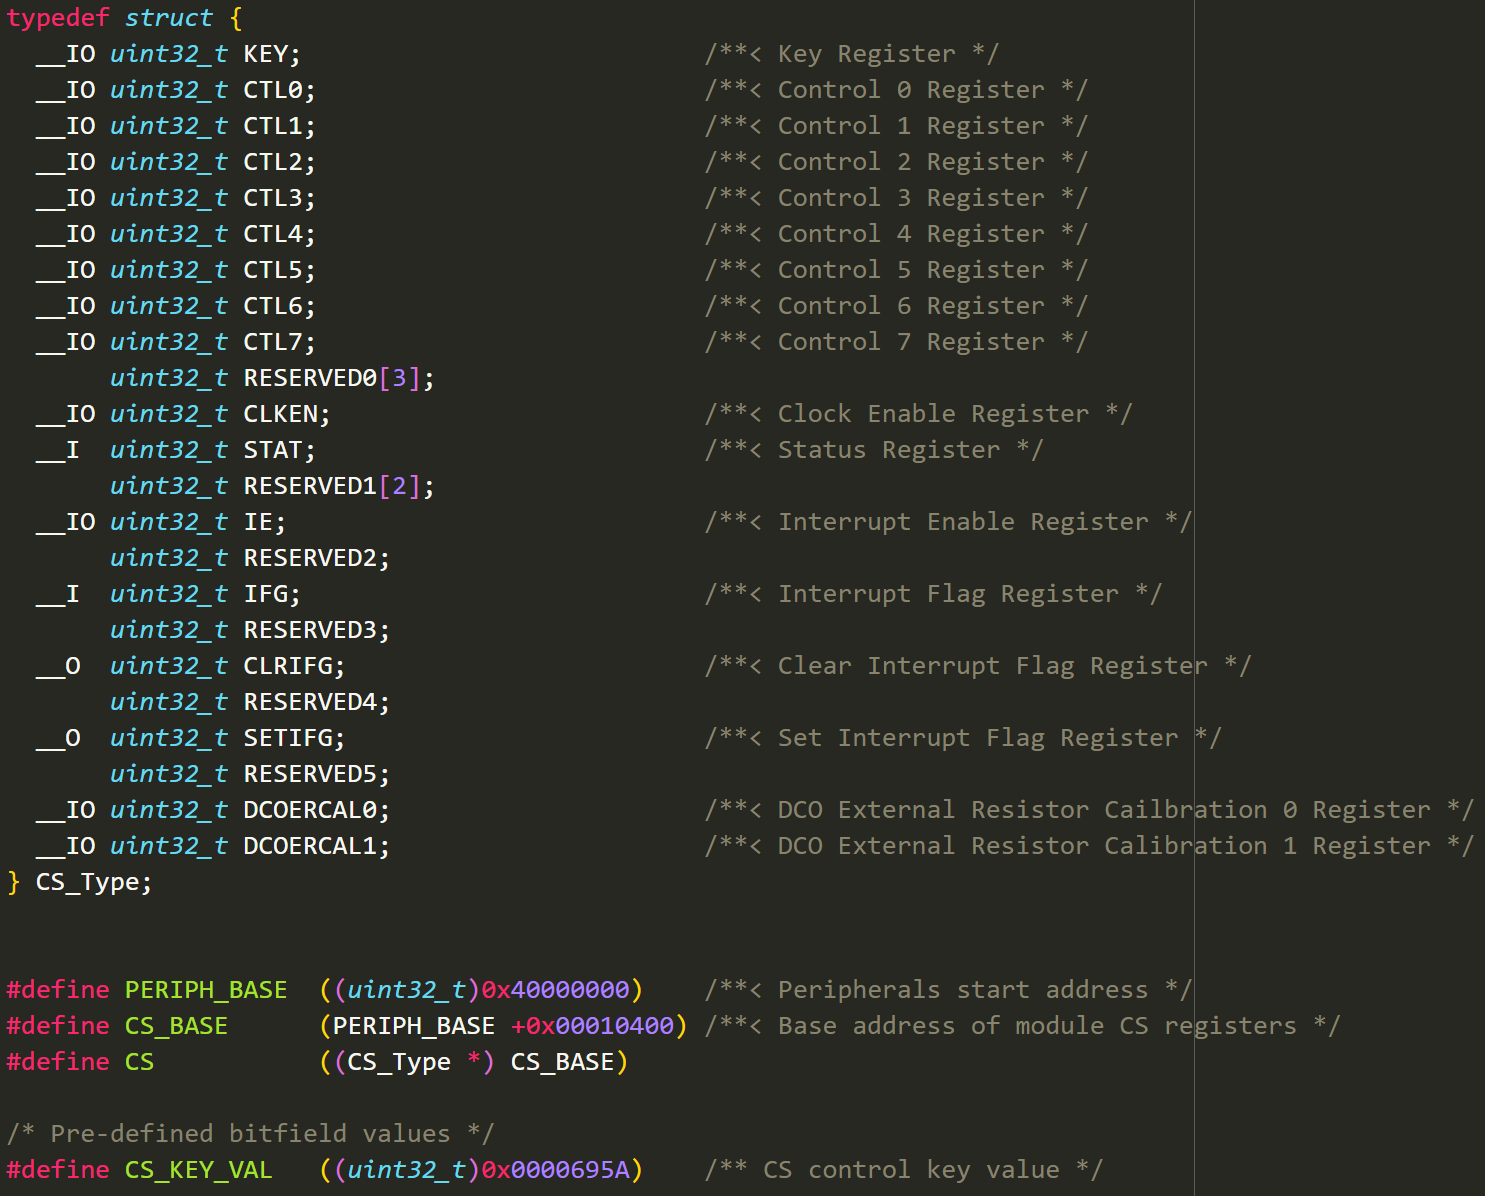 typedef struct {
  __IO uint32_t KEY;                            /**< Key Register */
  __IO uint32_t CTL0;                           /**< Control 0 Register */
  __IO uint32_t CTL1;                           /**< Control 1 Register */
  __IO uint32_t CTL2;                           /**< Control 2 Register */
  __IO uint32_t CTL3;                           /**< Control 3 Register */
  __IO uint32_t CTL4;                           /**< Control 4 Register */
  __IO uint32_t CTL5;                           /**< Control 5 Register */
  __IO uint32_t CTL6;                           /**< Control 6 Register */
  __IO uint32_t CTL7;                           /**< Control 7 Register */
       uint32_t RESERVED0[3];
  __IO uint32_t CLKEN;                          /**< Clock Enable Register */
  __I  uint32_t STAT;                           /**< Status Register */
       uint32_t RESERVED1[2];
  __IO uint32_t IE;                             /**< Interrupt Enable Register */
       uint32_t RESERVED2;
  __I  uint32_t IFG;                            /**< Interrupt Flag Register */
       uint32_t RESERVED3;
  __O  uint32_t CLRIFG;                         /**< Clear Interrupt Flag Register */
       uint32_t RESERVED4;
  __O  uint32_t SETIFG;                         /**< Set Interrupt Flag Register */
       uint32_t RESERVED5;
  __IO uint32_t DCOERCAL0;                      /**< DCO External Resistor Cailbration 0 Register */
  __IO uint32_t DCOERCAL1;                      /**< DCO External Resistor Calibration 1 Register */
} CS_Type;
#define PERIPH_BASE  ((uint32_t)0x40000000)    /**< Peripherals start address */
#define CS_BASE      (PERIPH_BASE +0x00010400) /**< Base address of module CS registers */
#define CS           ((CS_Type *) CS_BASE)
/* Pre-defined bitfield values */
#define CS_KEY_VAL   ((uint32_t)0x0000695A)    /** CS control key value */